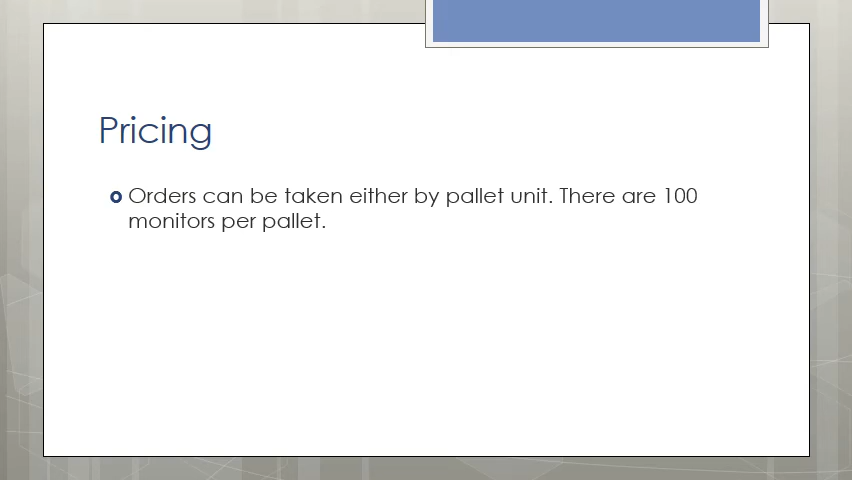 Pricing
Orders can be taken either by pallet unit. There are 100
monitors per pallet.